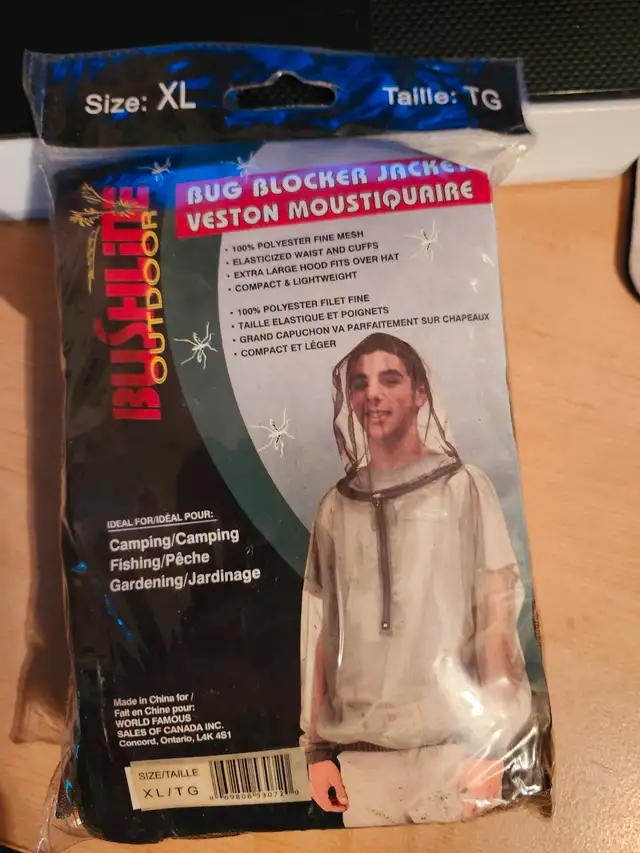 Size: XL
Taille: TG
BUSHLINE
OUTDOOR
BUG BLOCKER JACKET
VESTON MOUSTIQUAIRE
• 100% POLYESTER FINE MESH
• ELASTICIZED WAIST AND CUFFS
• EXTRA LARGE HOOD FITS OVER HAT
• COMPACT & LIGHTWEIGHT
• 100% POLYESTER FILET FINE
• TAILLE ELASTIQUE ET POIGNETS
• GRAND CAPUCHON VA PARFAITEMENT SUR CHAPEAUX
• COMPACT ET LÉGER
IDEAL FOR/IDÉAL POUR:
Camping/Camping
Fishing/Pêche
Gardening/Jardinage
Made in China for /
Fait en Chine pour:
WORLD FAMOUS
SALES OF CANADA INC.
Concord, Ontario, L4K 4S1
SIZE/TAILLE
XL/TG